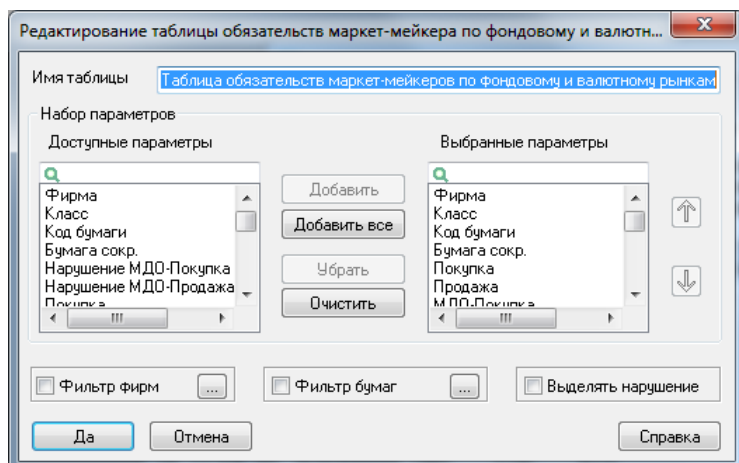 Редактирование таблицы обязательств маркет-мейкера по фондовому и валютн...
Имя таблицы
Таблица обязательств маркет-мейкеров по фондовому и валютному рынкам
Набор параметров
Доступные параметры
Выбранные параметры
Фирма
Класс
Код бумаги
Бумага сокр.
Нарушение МДО-Покупка
Нарушение МДО-Продажа
Покупка
Добавить
Добавить все
Убрать
Очистить
Фирма
Класс
Код бумаги
Бумага сокр.
Покупка
Продажа
МДО-Покупка
Фильтр фирм
...
Фильтр бумаг
...
Выделять нарушение
Да
Отмена
Справка